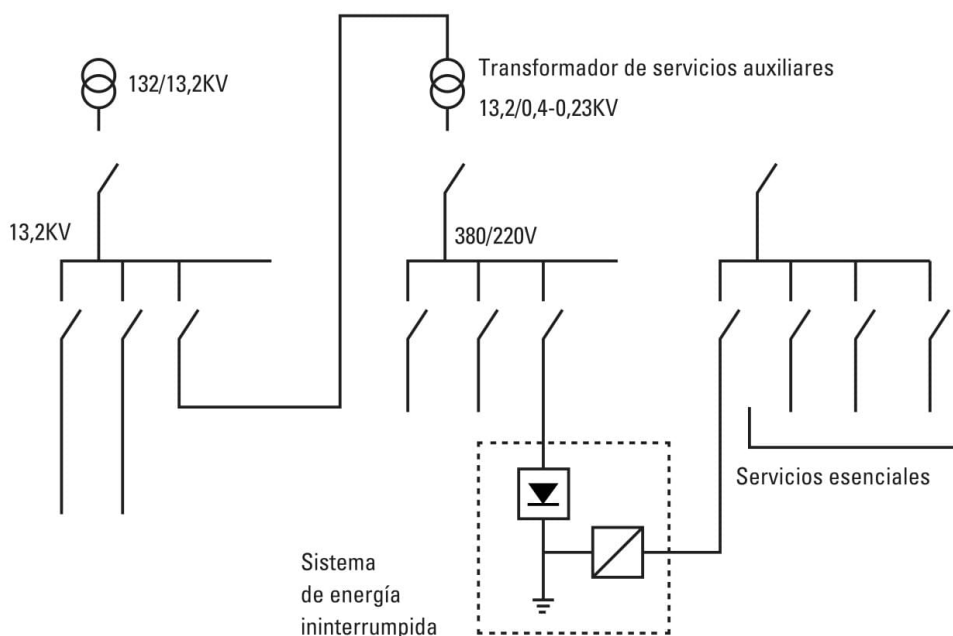 132/13,2KV
Transformador de servicios auxiliares
13,2/0,4-0,23KV
13,2KV
380/220V
Servicios esenciales
Sistema
de energía
ininterrumpida